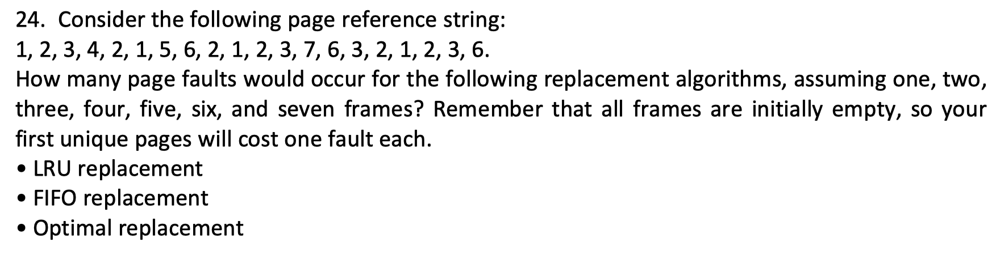 24. Consider the following page reference string:
1, 2, 3, 4, 2, 1, 5, 6, 2, 1, 2, 3, 7, 6, 3, 2, 1, 2, 3, 6.
How many page faults would occur for the following replacement algorithms, assuming one, two,
three, four, five, six, and seven frames? Remember that all frames are initially empty, so your
first unique pages will cost one fault each.
• LRU replacement
• FIFO replacement
• Optimal replacement